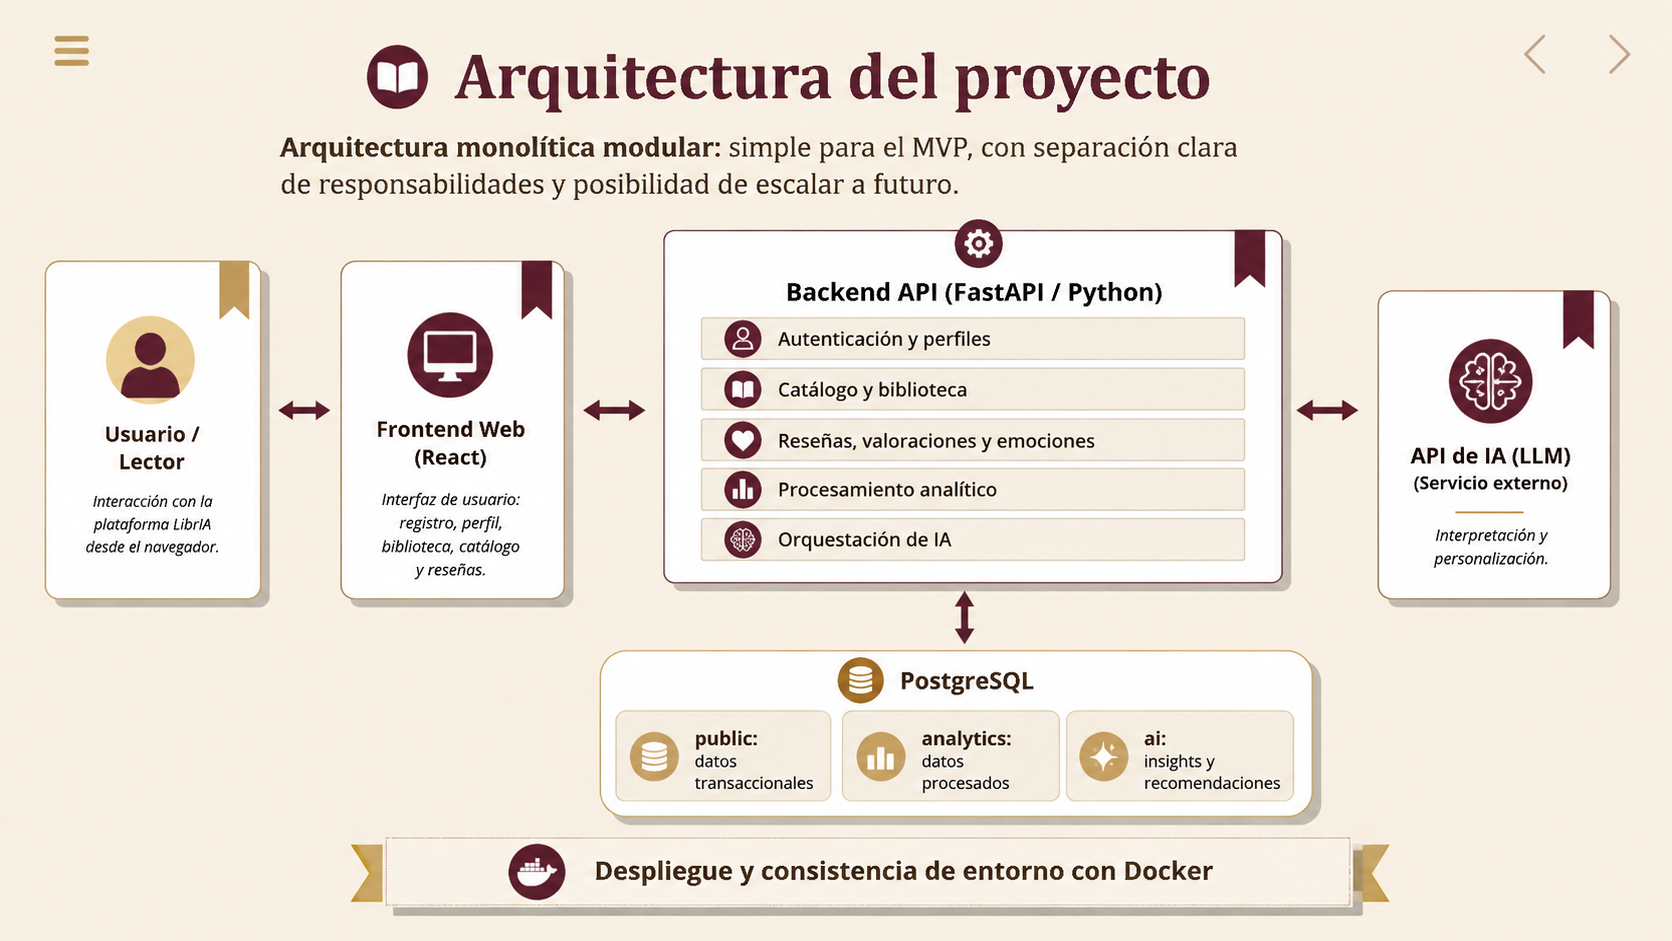 Arquitectura del proyecto
Arquitectura monolítica modular: simple para el MVP, con separación clara
de responsabilidades y posibilidad de escalar a futuro.
Usuario /
Lector
Interacción con la
plataforma LibrIA
desde el navegador.
Frontend Web
(React)
Interfaz de usuario:
registro, perfil,
biblioteca, catálogo
y reseñas.
Backend API (FastAPI / Python)
Autenticación y perfiles
Catálogo y biblioteca
Reseñas, valoraciones y emociones
Procesamiento analítico
Orquestación de IA
API de IA (LLM)
(Servicio externo)
Interpretación y
personalización.
PostgreSQL
public:
datos
transaccionales
analytics:
datos
procesados
ai:
insights y
recomendaciones
Despliegue y consistencia de entorno con Docker